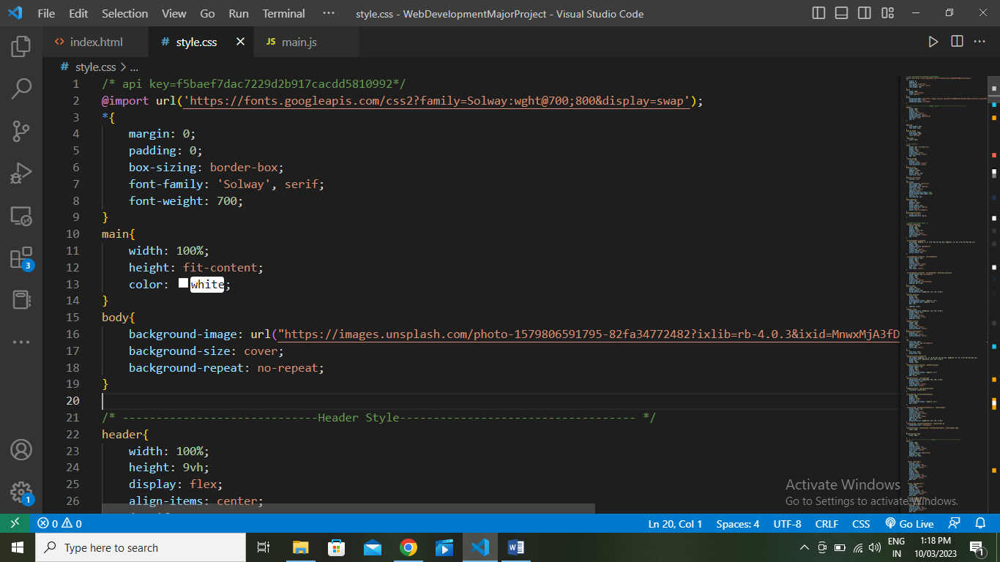 File Edit Selection View Go Run Terminal ··· style.css - WebDevelopmentMajorProject - Visual Studio Code
<> index.html # style.css JS main.js
# style.css > ...
1 /* api key=f5baef7dac7229d2b917cacdd5810992*/
2 @import url('https://fonts.googleapis.com/css2?family=Solway:wght@700;800&display=swap');
3 *{
4 margin: 0;
5 padding: 0;
6 box-sizing: border-box;
7 font-family: 'Solway', serif;
8 font-weight: 700;
9 }
10 main{
11 width: 100%;
12 height: fit-content;
13 color: white;
14 }
15 body{
16 background-image: url("https://images.unsplash.com/photo-1579806591795-82fa34772482?ixlib=rb-4.0.3&ixid=MnwxMjA3fD
17 background-size: cover;
18 background-repeat: no-repeat;
19 }
20
21 /* -----------------------------Header Style----------------------------------- */
22 header{
23 width: 100%;
24 height: 9vh;
25 display: flex;
26 align-items: center;
3
1
Activate Windows
Go to Settings to activate Windows.
0 0 Ln 20, Col 1 Spaces: 4 UTF-8 CRLF CSS Go Live
Type here to search
ENG
IN
1:18 PM
10/03/2023
1